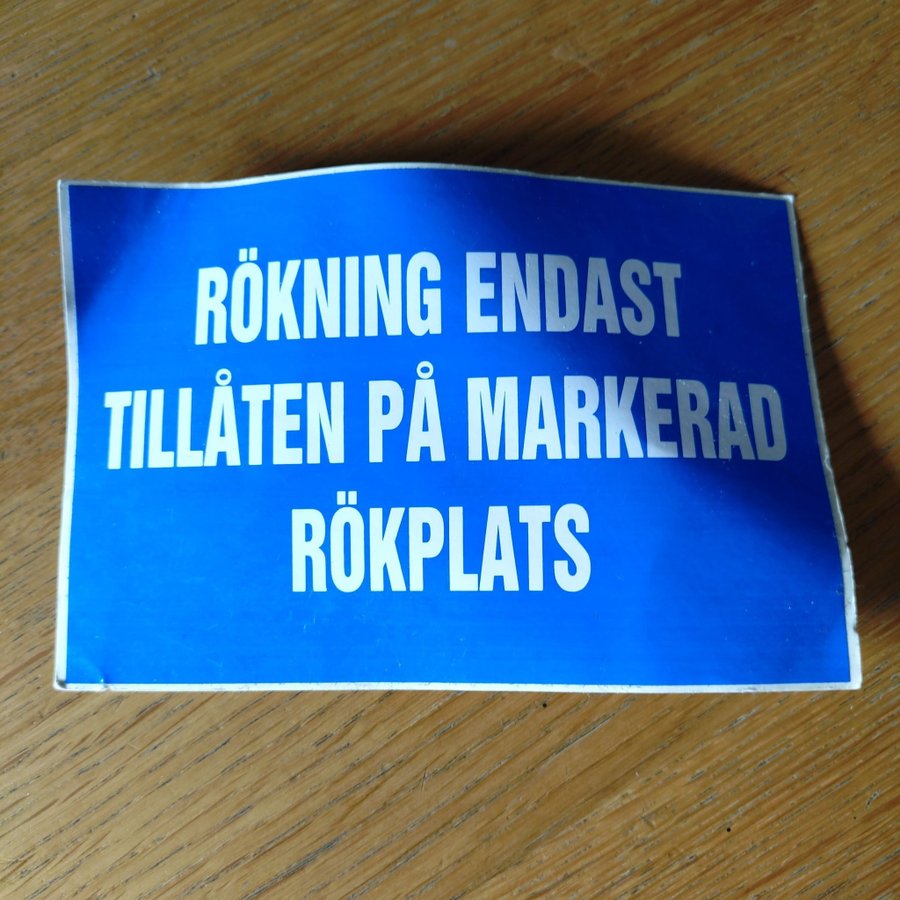 RÖKNING ENDAST
TILLÅTEN PÅ MARKERAD
RÖKPLATS